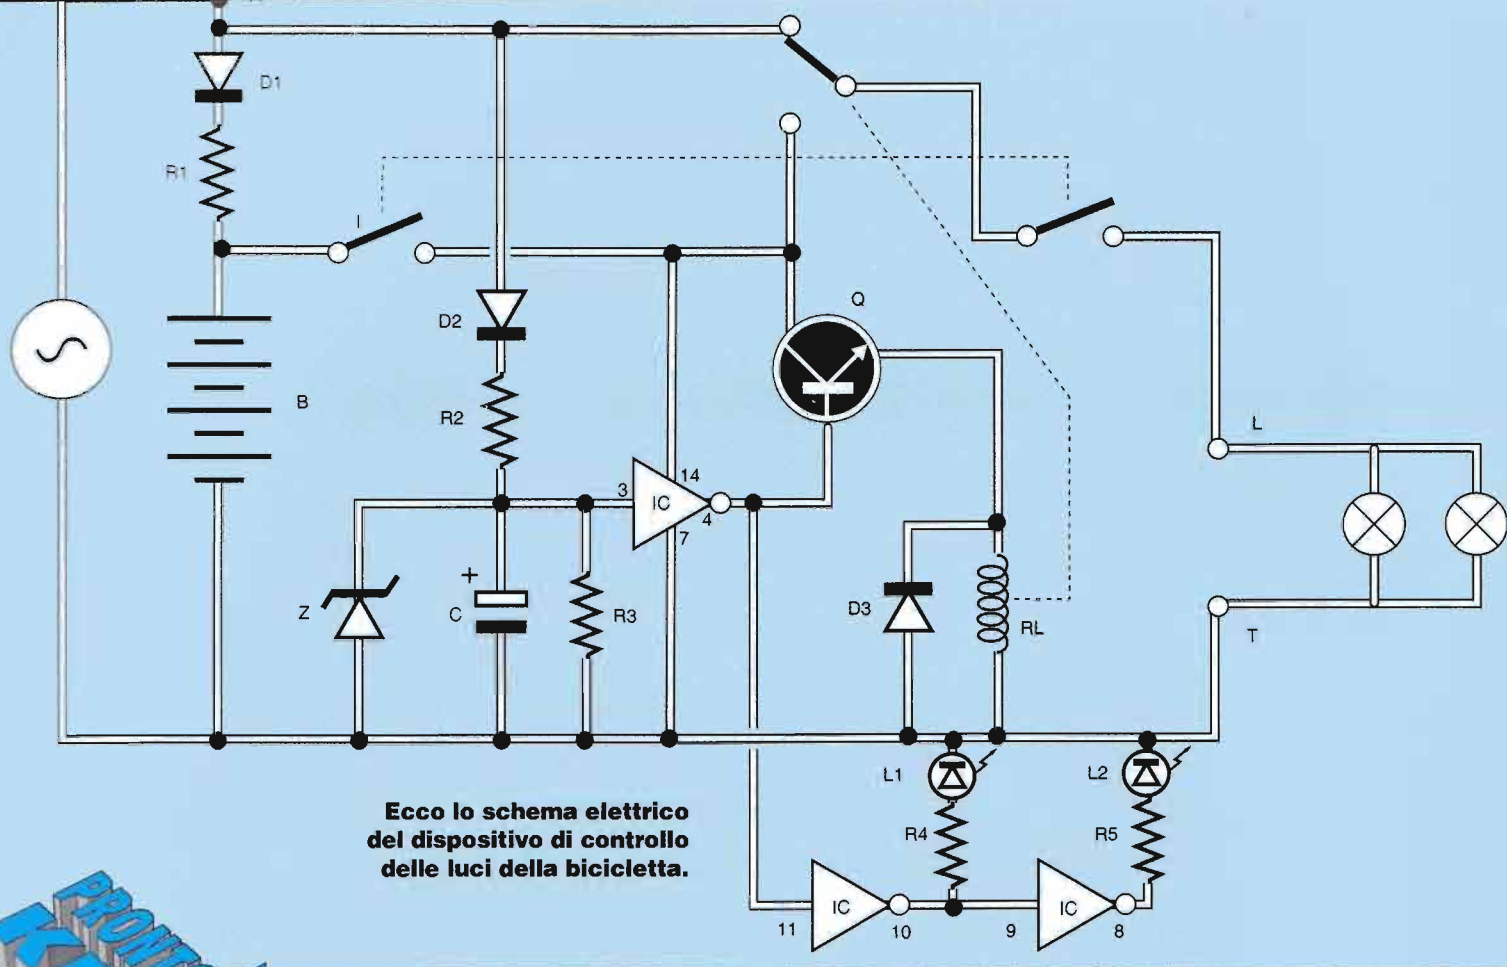 D1
R1
I
Q
D2
B
R2
L
3
14
IC
4
7
+
Z
C
R3
D3
RL
T
L1
L2
R4
R5
Ecco lo schema elettrico
del dispositivo di controllo
delle luci della bicicletta.
IC
IC
11
10
9
8